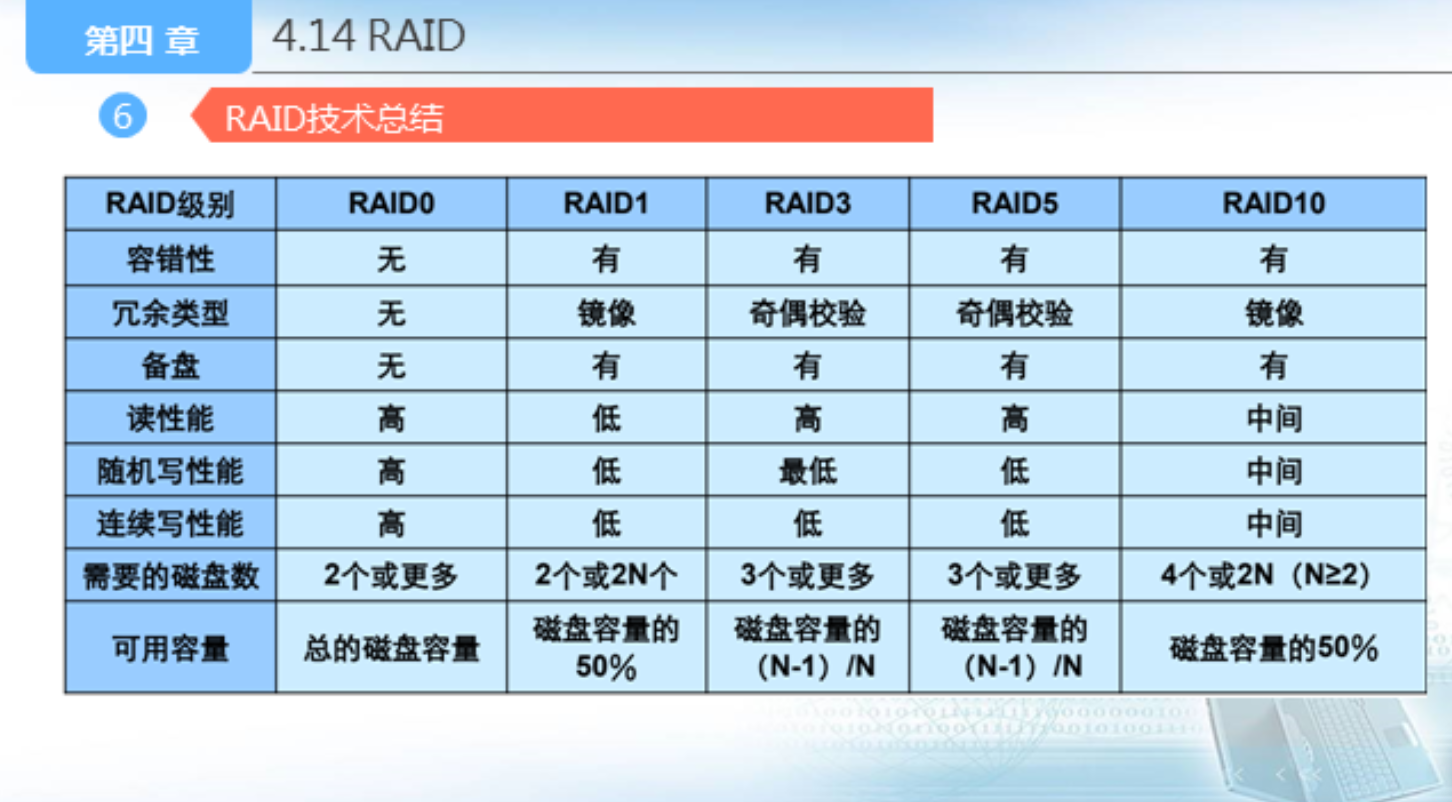 第四 章
4.14 RAID
6
RAID技术总结
RAID级别 RAID0 RAID1 RAID3 RAID5 RAID10
容错性 无 有 有 有 有
冗余类型 无 镜像 奇偶校验 奇偶校验 镜像
备盘 无 有 有 有 有
读性能 高 低 高 高 中间
随机写性能 高 低 最低 低 中间
连续写性能 高 低 低 低 中间
需要的磁盘数 2个或更多 2个或2N个 3个或更多 3个或更多 4个或2N（N≥2）
可用容量 总的磁盘容量 磁盘容量的 50% 磁盘容量的 （N-1）/N 磁盘容量的 （N-1）/N 磁盘容量的50%